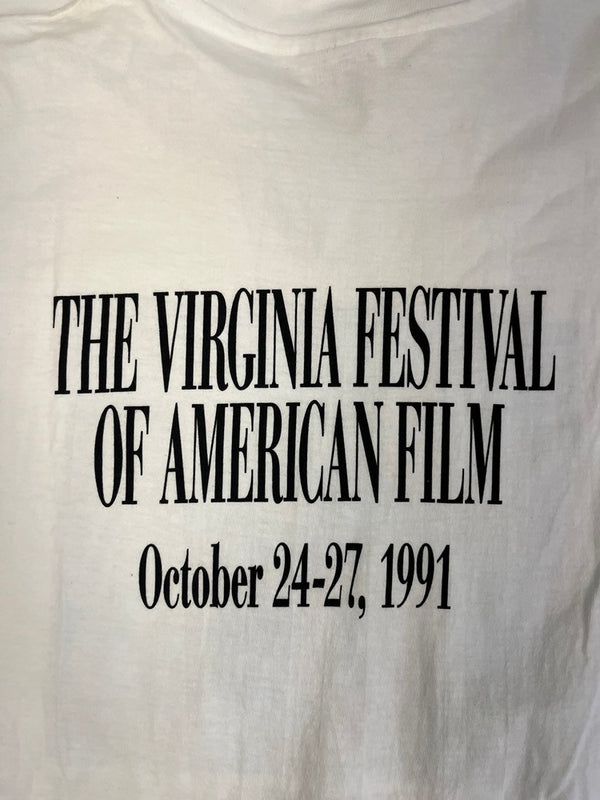 THE VIRGINIA FESTIVAL
OF AMERICAN FILM
October 24-27, 1991